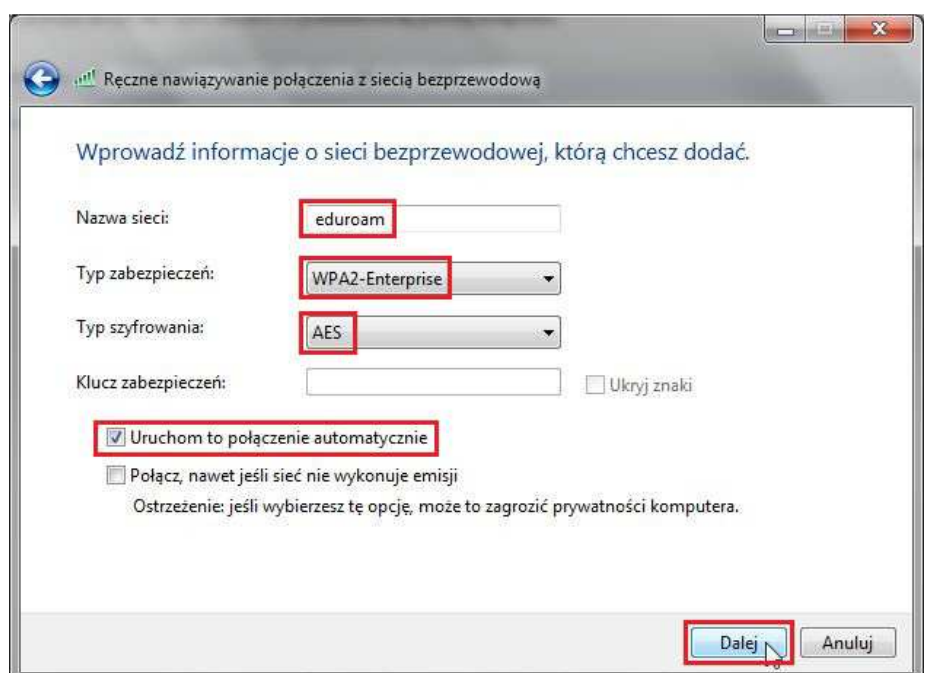 Ręczne nawiązywanie połączenia z siecią bezprzewodową
Wprowadź informacje o sieci bezprzewodowej, którą chcesz dodać.
Nazwa sieci: eduroam
Typ zabezpieczeń: WPA2-Enterprise
Typ szyfrowania: AES
Klucz zabezpieczeń: Ukryj znaki
Uruchom to połączenie automatycznie
Połącz, nawet jeśli sieć nie wykonuje emisji
Ostrzeżenie: jeśli wybierzesz tę opcję, może to zagrozić prywatności komputera.
Dalej Anuluj